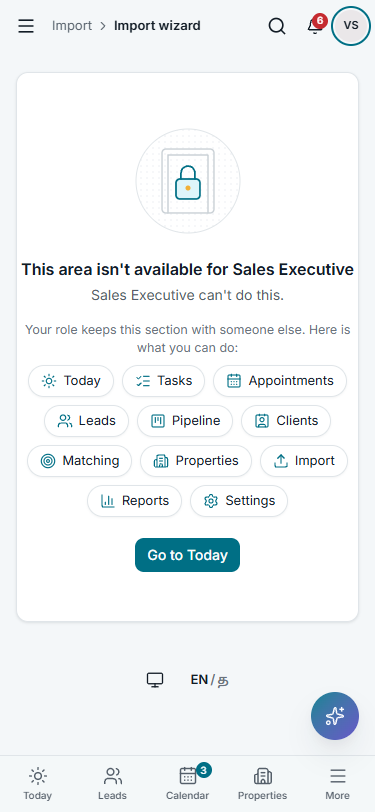 Import > Import wizard
6
VS
This area isn't available for Sales Executive
Sales Executive can't do this.
Your role keeps this section with someone else. Here is
what you can do:
Today Tasks Appointments
Leads Pipeline Clients
Matching Properties Import
Reports Settings
Go to Today
EN / த
3
Today Leads Calendar Properties More